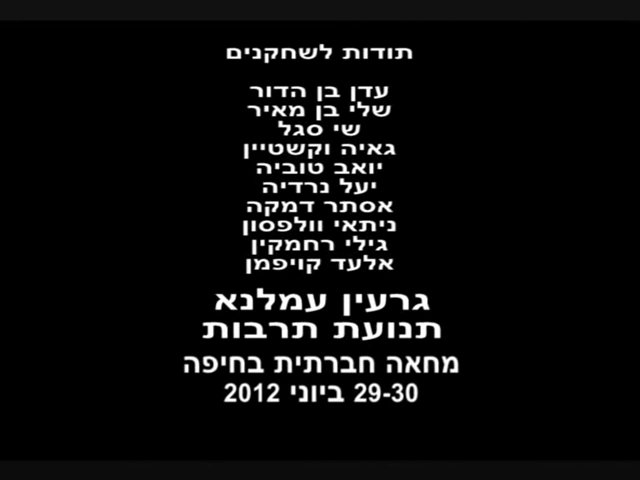 תודות לשחקנים
עדן בן הדור
שלי בן מאיר
שי סגל
גאיה וקשטיין
יואב טוביה
יעל נרדיה
אסתר דמקה
ניתאי וולפסון
גילי רחמקין
אלעד קויפמן
גרעין עמלנא
תנועת תרבות
מחאה חברתית בחיפה
29-30 ביוני 2012